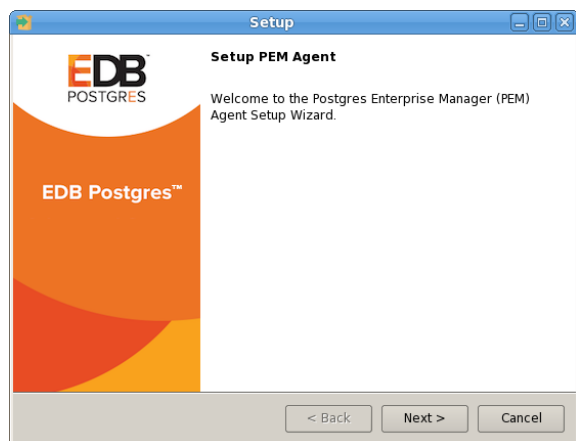 Setup
EDB
POSTGRES
Setup PEM Agent
Welcome to the Postgres Enterprise Manager (PEM)
Agent Setup Wizard.
EDB Postgres™
< Back
Next >
Cancel